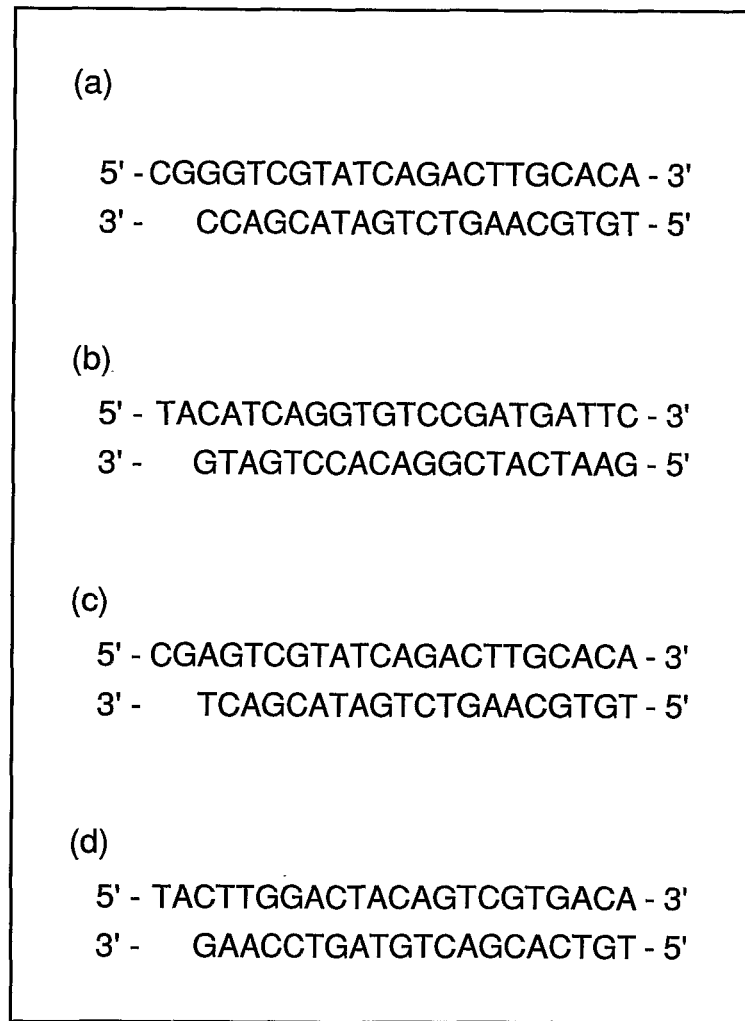 (a)
5' - CGGGTCGTATCAGACTTGCACA - 3'
3' - CCAGCATAGTCTGAACGTGT - 5'
(b)
5' - TACATCAGGTGTCCGATGATTC - 3'
3' - GTAGTCCACAGGCTACTAAG - 5'
(c)
5' - CGAGTCGTATCAGACTTGCACA - 3'
3' - TCAGCATAGTCTGAACGTGT - 5'
(d)
5' - TACTTGGACTACAGTCGTGACA - 3'
3' - GAACCTGATGTCAGCACTGT - 5'